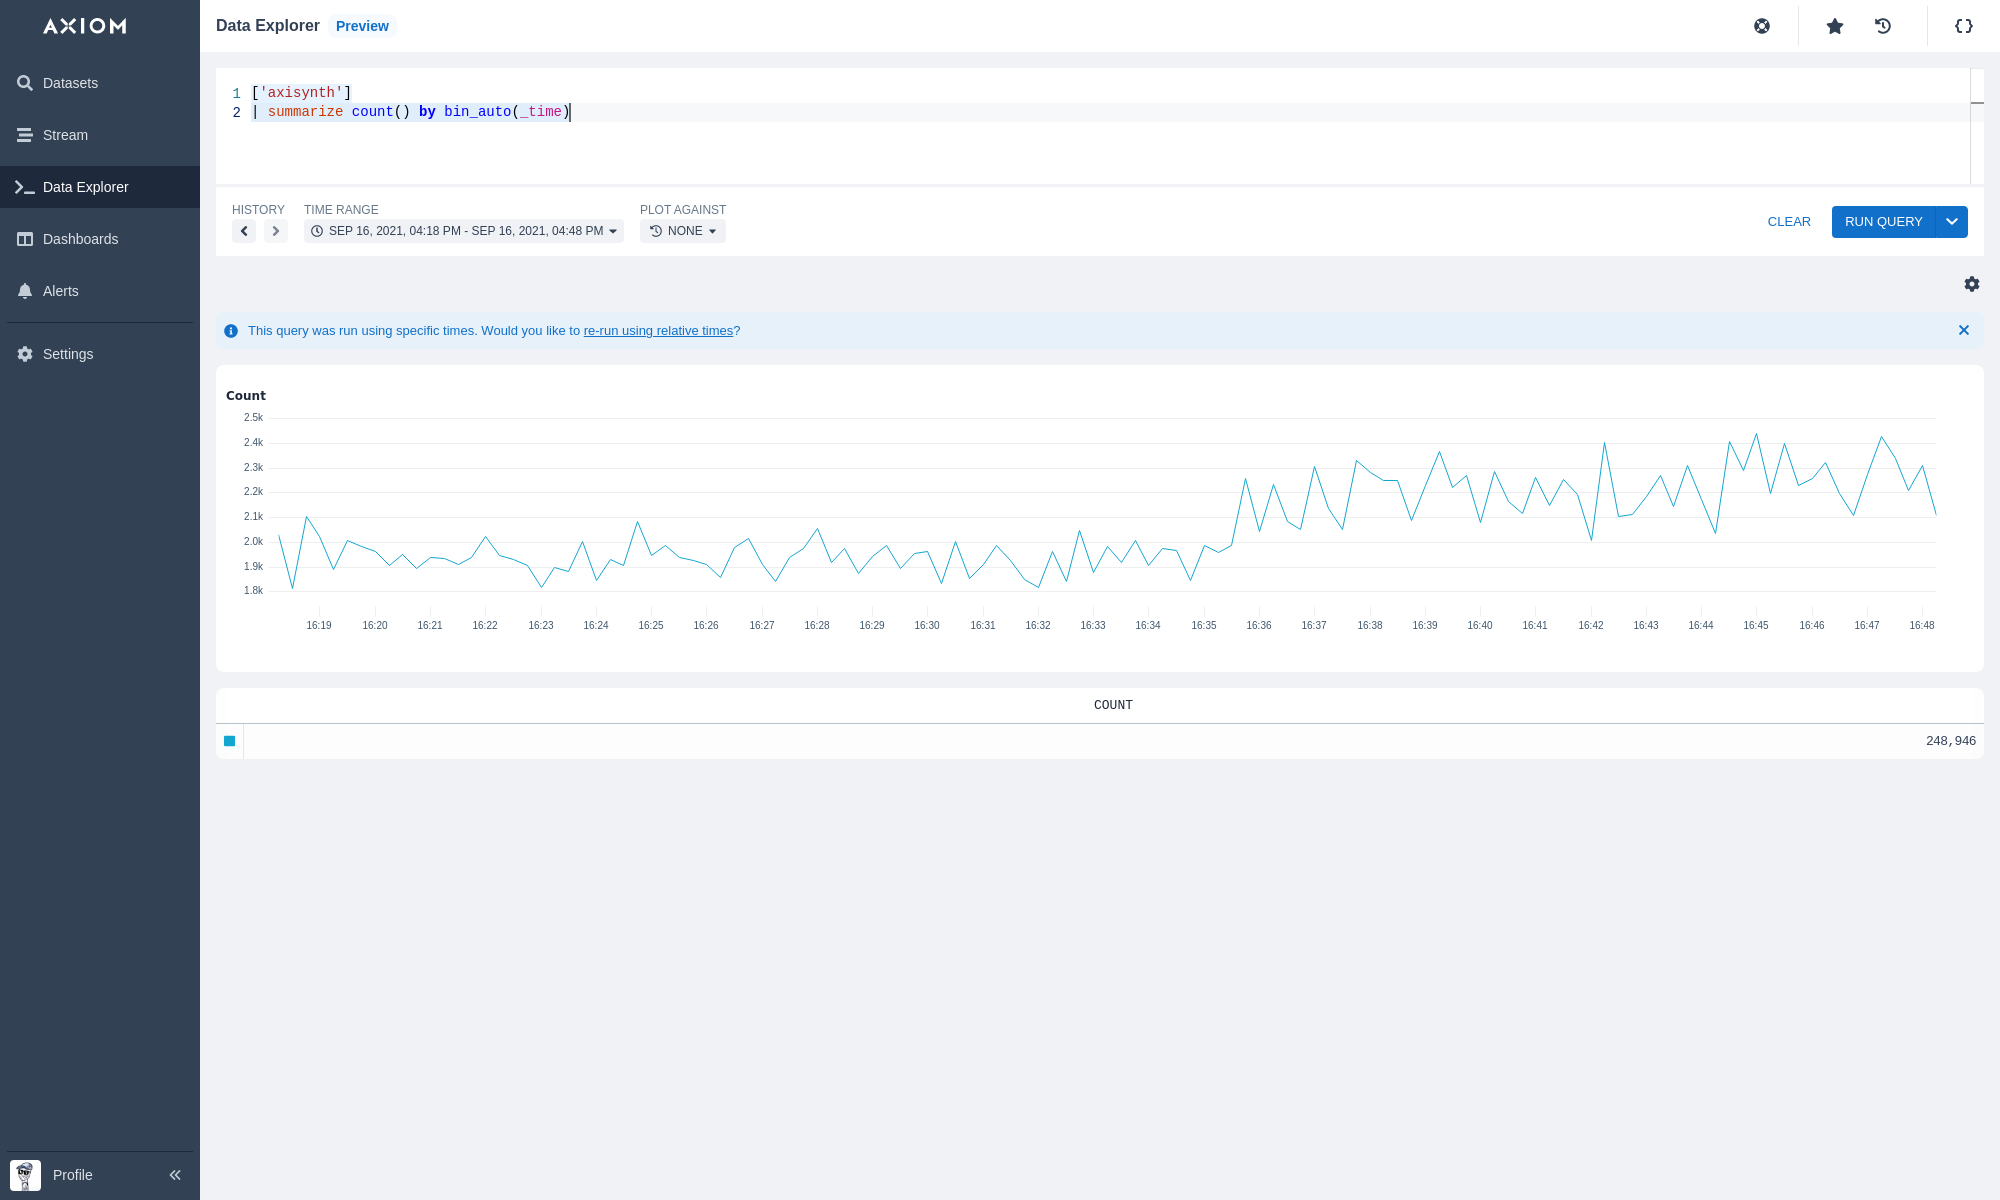 AXIOM
Datasets
Stream
Data Explorer
Dashboards
Alerts
Settings
Profile
Data Explorer Preview
1 ['axisynth']
2 | summarize count() by bin_auto(_time)
HISTORY TIME RANGE PLOT AGAINST
SEP 16, 2021, 04:18 PM - SEP 16, 2021, 04:48 PM NONE
CLEAR RUN QUERY
This query was run using specific times. Would you like to re-run using relative times?
Count
2.5k
2.4k
2.3k
2.2k
2.1k
2.0k
1.9k
1.8k
16:19 16:20 16:21 16:22 16:23 16:24 16:25 16:26 16:27 16:28 16:29 16:30 16:31 16:32 16:33 16:34 16:35 16:36 16:37 16:38 16:39 16:40 16:41 16:42 16:43 16:44 16:45 16:46 16:47 16:48
COUNT
248,946